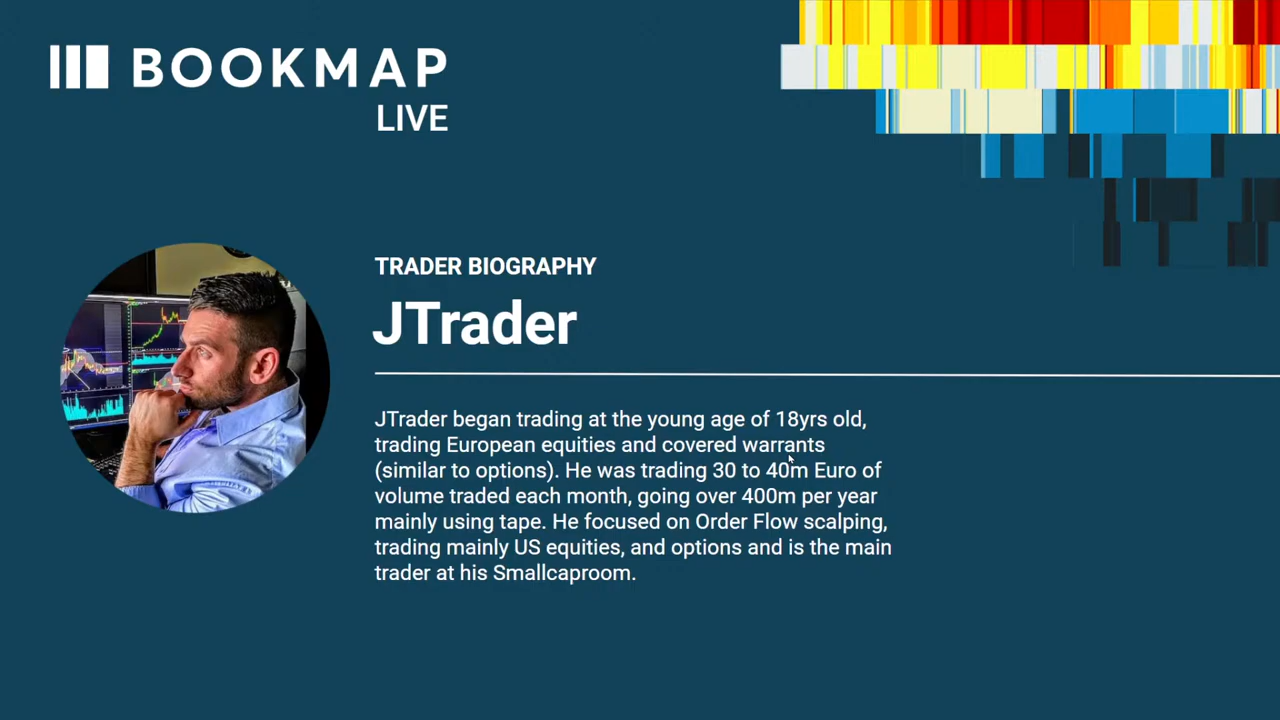 BOOKMAP
LIVE
TRADER BIOGRAPHY
JTrader
JTrader began trading at the young age of 18yrs old,
trading European equities and covered warrants
(similar to options). He was trading 30 to 40m Euro of
volume traded each month, going over 400m per year
mainly using tape. He focused on Order Flow scalping,
trading mainly US equities, and options and is the main
trader at his Smallcaproom.